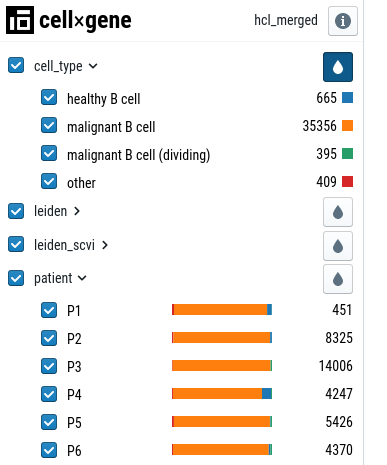 cell×gene hcl_merged
cell_type
healthy B cell 665
malignant B cell 35356
malignant B cell (dividing) 395
other 409
leiden
leiden_scvi
patient
P1 451
P2 8325
P3 14006
P4 4247
P5 5426
P6 4370